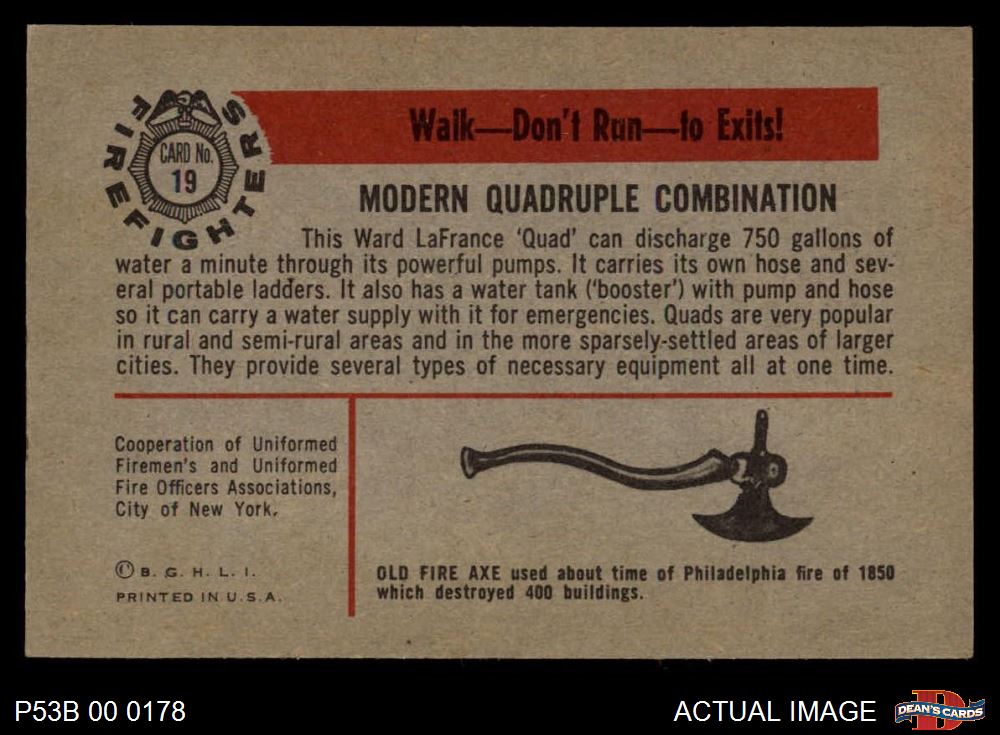 FIREFIGHTERS
CARD No.
19
Walk—Don't Run—to Exits!
MODERN QUADRUPLE COMBINATION
This Ward LaFrance 'Quad' can discharge 750 gallons of
water a minute through its powerful pumps. It carries its own hose and sev-
eral portable ladders. It also has a water tank ('booster') with pump and hose
so it can carry a water supply with it for emergencies. Quads are very popular
in rural and semi-rural areas and in the more sparsely-settled areas of larger
cities. They provide several types of necessary equipment all at one time.
Cooperation of Uniformed
Firemen's and Uniformed
Fire Officers Associations,
City of New York.
© B. G. H. L. I.
PRINTED IN U.S.A.
OLD FIRE AXE used about time of Philadelphia fire of 1850
which destroyed 400 buildings.
P53B 00 0178
ACTUAL IMAGE
DEAN'S CARDS